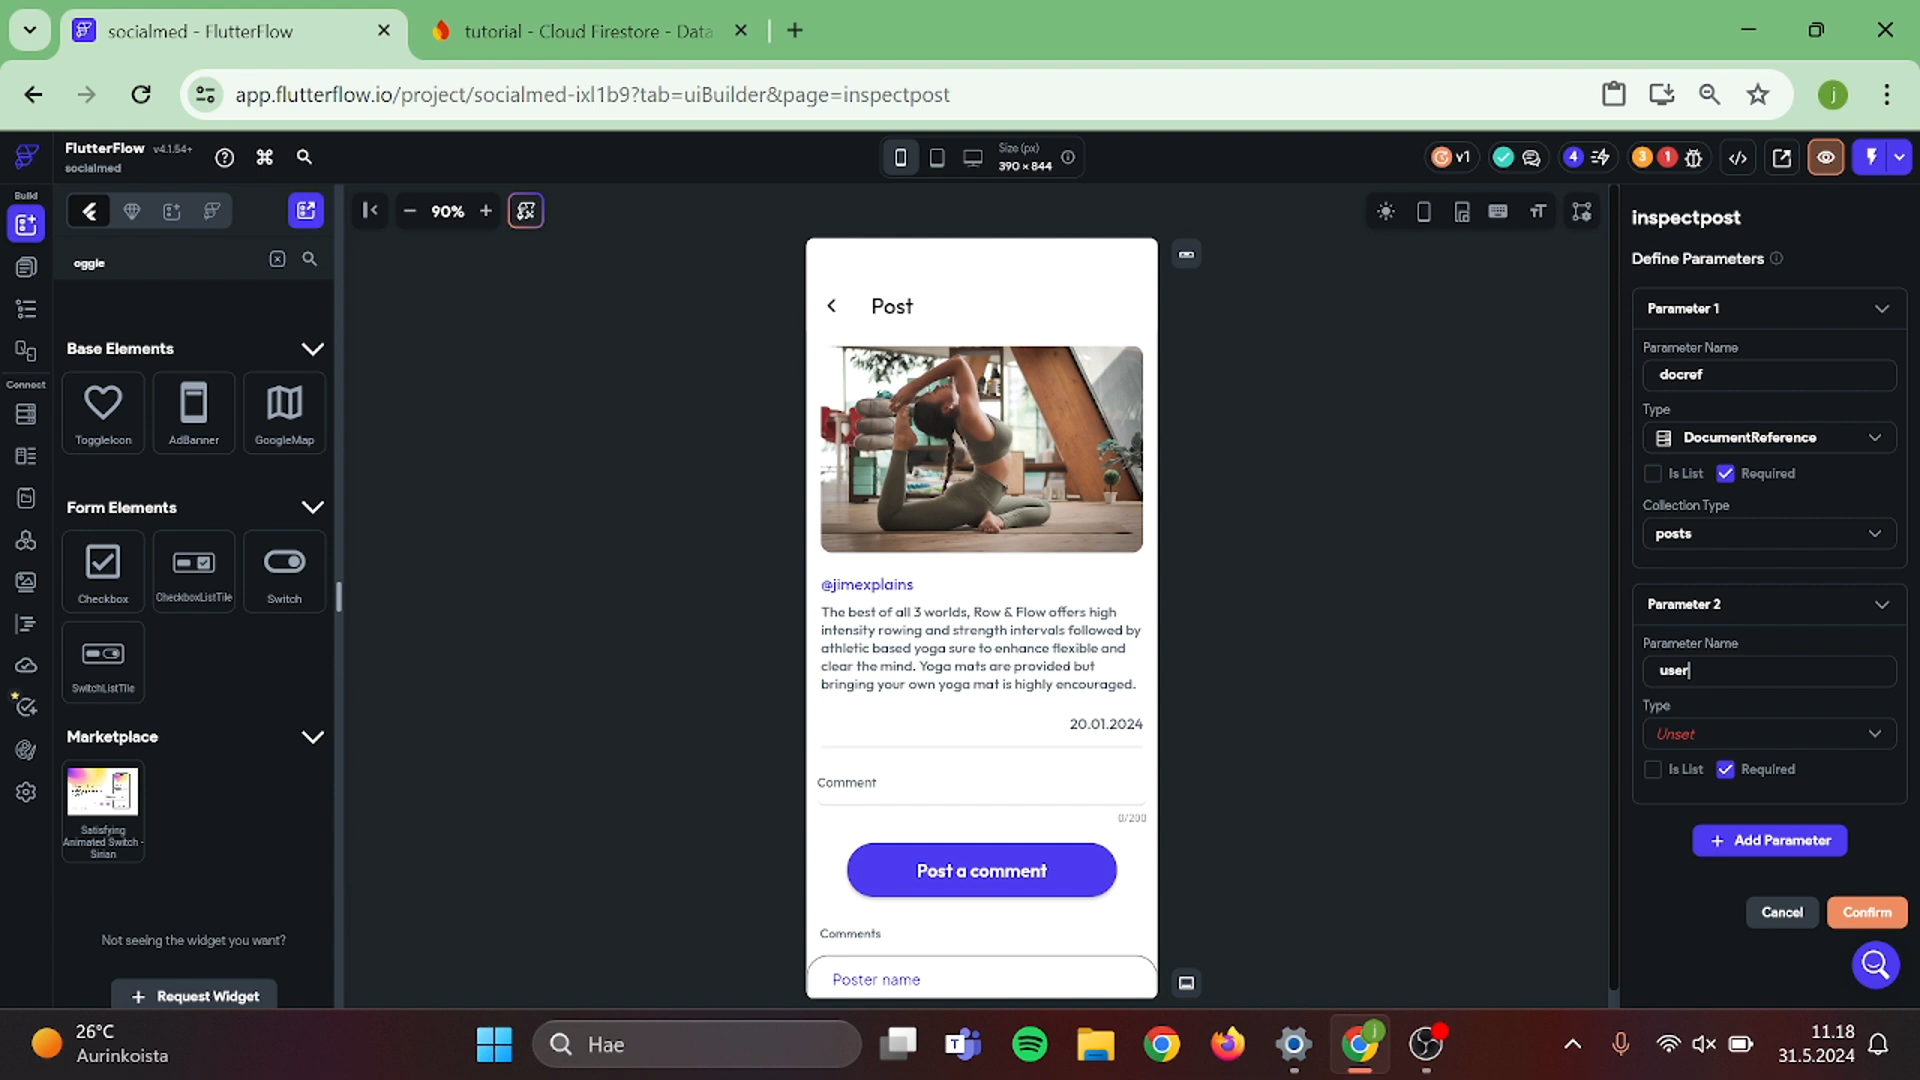 socialmed - FlutterFlow
tutorial - Cloud Firestore - Data
app.flutterflow.io/project/socialmed-ixl1b9?tab=uiBuilder&page=inspectpost
j
FlutterFlow v4.1.54+
socialmed
Size (px)
390 × 844
v1
4
3
1
Build
Connect
oggle
90%
Base Elements
ToggleIcon
AdBanner
GoogleMap
Form Elements
Checkbox
CheckboxListTile
Switch
SwitchListTile
Marketplace
Satisfying
Animated Switch -
Sirian
Not seeing the widget you want?
+ Request Widget
Post
@jimexplains
The best of all 3 worlds, Row & Flow offers high
intensity rowing and strength intervals followed by
athletic based yoga sure to enhance flexible and
clear the mind. Yoga mats are provided but
bringing your own yoga mat is highly encouraged.
20.01.2024
Comment
0/200
Post a comment
Comments
Poster name
inspectpost
Define Parameters
Parameter 1
Parameter Name
docref
Type
DocumentReference
Is List
Required
Collection Type
posts
Parameter 2
Parameter Name
user
Type
Unset
Is List
Required
+ Add Parameter
Cancel
Confirm
26°C
Aurinkoista
Hae
j
11.18
31.5.2024